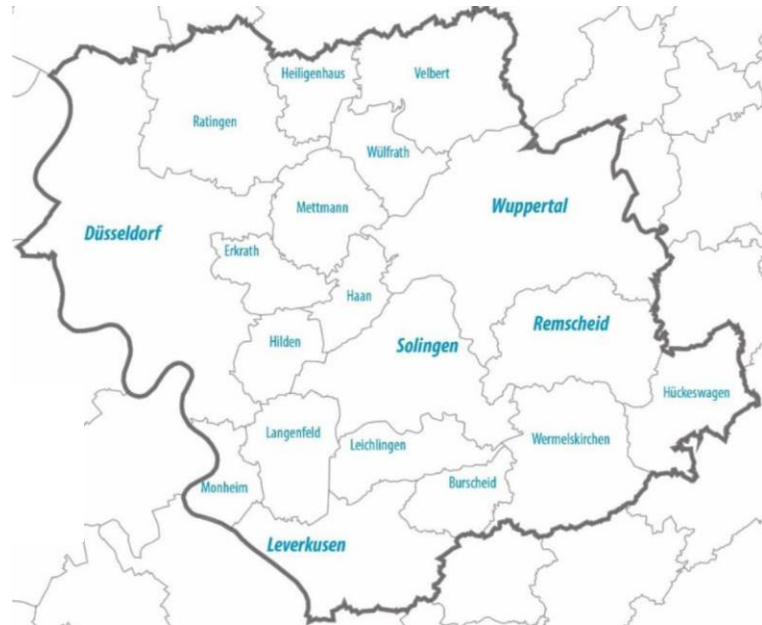 Heiligenhaus
Velbert
Ratingen
Wülfrath
Mettmann
Wuppertal
Düsseldorf
Erkrath
Haan
Remscheid
Hilden
Solingen
Hückeswagen
Langenfeld
Leichlingen
Wermelskirchen
Monheim
Burscheid
Leverkusen